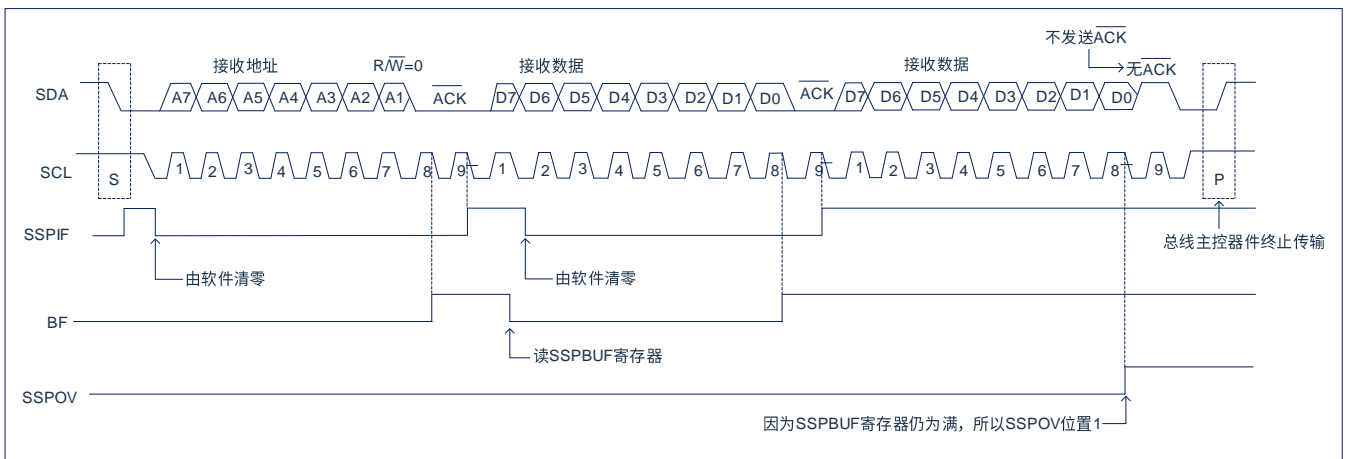 不发送A̅C̅K̅
接收地址
R/W̅=0
接收数据
接收数据
无A̅C̅K̅
SDA
A7 A6 A5 A4 A3 A2 A1 A̅C̅K̅ D7 D6 D5 D4 D3 D2 D1 D0 A̅C̅K̅ D7 D6 D5 D4 D3 D2 D1 D0
SCL
S 1 2 3 4 5 6 7 8 9 1 2 3 4 5 6 7 8 9 1 2 3 4 5 6 7 8 9 P
SSPIF
总线主控器件终止传输
由软件清零
由软件清零
BF
读SSPBUF寄存器
SSPOV
因为SSPBUF寄存器仍为满，所以SSPOV位置1